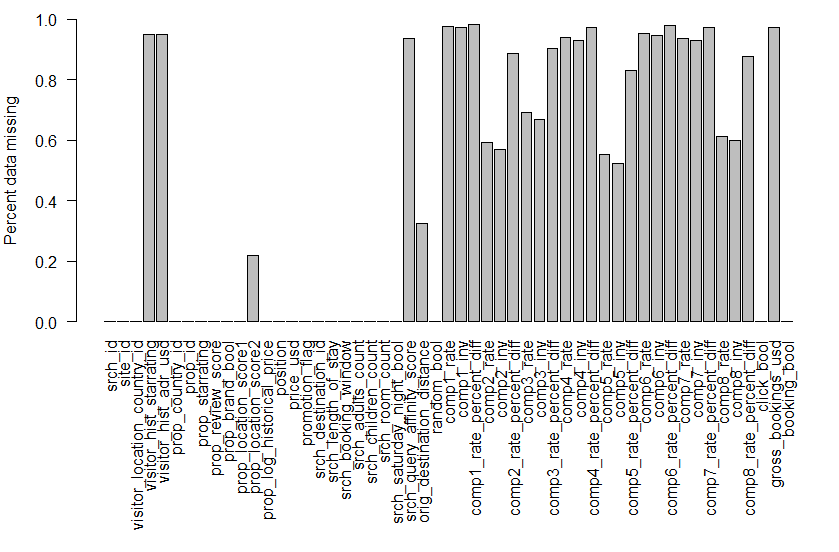 Percent data missing
1.0
0.8
0.6
0.4
0.2
0.0
srch_id
site_id
visitor_location_country_id
visitor_hist_starrating
visitor_hist_adr_usd
prop_country_id
prop_id
prop_starrating
prop_review_score
prop_brand_bool
prop_location_score1
prop_location_score2
prop_log_historical_price
position
price_usd
promotion_flag
srch_destination_id
srch_length_of_stay
srch_booking_window
srch_adults_count
srch_children_count
srch_room_count
srch_saturday_night_bool
srch_query_affinity_score
orig_destination_distance
random_bool
comp1_rate
comp1_inv
comp1_rate_percent_diff
comp2_rate
comp2_inv
comp2_rate_percent_diff
comp3_rate
comp3_inv
comp3_rate_percent_diff
comp4_rate
comp4_inv
comp4_rate_percent_diff
comp5_rate
comp5_inv
comp5_rate_percent_diff
comp6_rate
comp6_inv
comp6_rate_percent_diff
comp7_rate
comp7_inv
comp7_rate_percent_diff
comp8_rate
comp8_inv
comp8_rate_percent_diff
click_bool
gross_bookings_usd
booking_bool